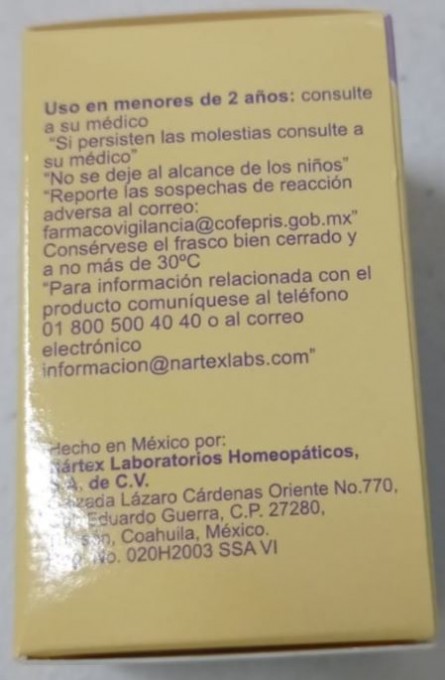 Uso en menores de 2 años: consulte
a su médico
“Si persisten las molestias consulte a
su médico”
“No se deje al alcance de los niños”
“Reporte las sospechas de reacción
adversa al correo:
farmacovigilancia@cofepris.gob.mx”
Consérvese el frasco bien cerrado y
a no más de 30ºC
“Para información relacionada con el
producto comuníquese al teléfono
01 800 500 40 40 o al correo
electrónico
informacion@nartexlabs.com”
Hecho en México por:
Nártex Laboratorios Homeopáticos,
S.A. de C.V.
Calzada Lázaro Cárdenas Oriente No.770,
Eduardo Guerra, C.P. 27280,
Coahuila, México.
No. 020H2003 SSA VI